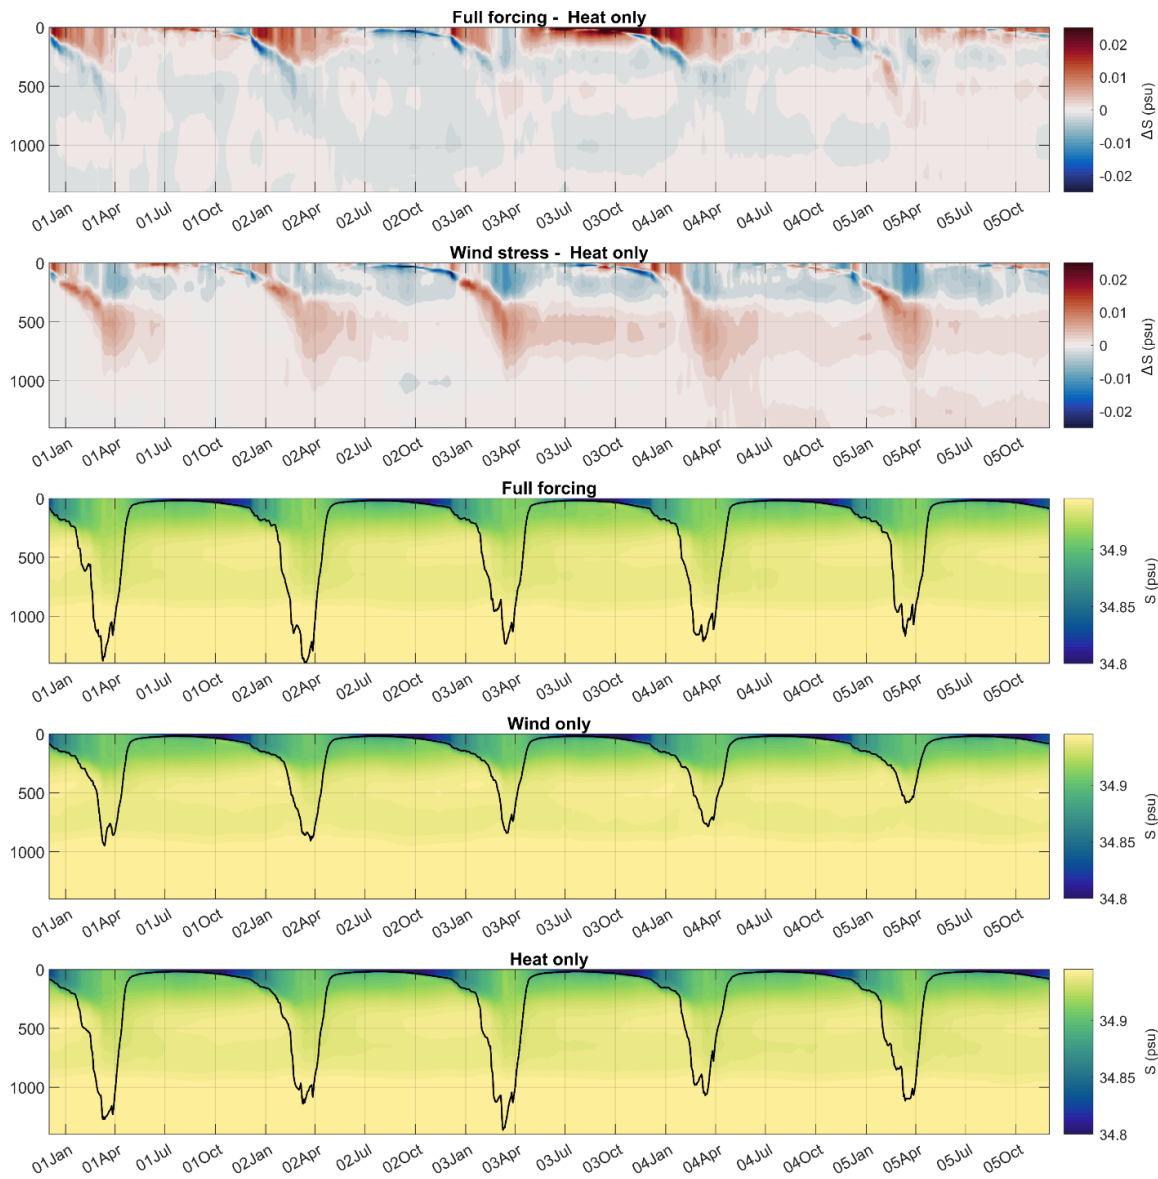 Full forcing - Heat only
0
500
1000
0.02
0.01
0
-0.01
-0.02
ΔS (psu)
01Jan 01Apr 01Jul 01Oct 02Jan 02Apr 02Jul 02Oct 03Jan 03Apr 03Jul 03Oct 04Jan 04Apr 04Jul 04Oct 05Jan 05Apr 05Jul 05Oct
Wind stress - Heat only
0
500
1000
0.02
0.01
0
-0.01
-0.02
ΔS (psu)
01Jan 01Apr 01Jul 01Oct 02Jan 02Apr 02Jul 02Oct 03Jan 03Apr 03Jul 03Oct 04Jan 04Apr 04Jul 04Oct 05Jan 05Apr 05Jul 05Oct
Full forcing
0
500
1000
34.9
34.85
34.8
S (psu)
01Jan 01Apr 01Jul 01Oct 02Jan 02Apr 02Jul 02Oct 03Jan 03Apr 03Jul 03Oct 04Jan 04Apr 04Jul 04Oct 05Jan 05Apr 05Jul 05Oct
Wind only
0
500
1000
34.9
34.85
34.8
S (psu)
01Jan 01Apr 01Jul 01Oct 02Jan 02Apr 02Jul 02Oct 03Jan 03Apr 03Jul 03Oct 04Jan 04Apr 04Jul 04Oct 05Jan 05Apr 05Jul 05Oct
Heat only
0
500
1000
34.9
34.85
34.8
S (psu)
01Jan 01Apr 01Jul 01Oct 02Jan 02Apr 02Jul 02Oct 03Jan 03Apr 03Jul 03Oct 04Jan 04Apr 04Jul 04Oct 05Jan 05Apr 05Jul 05Oct